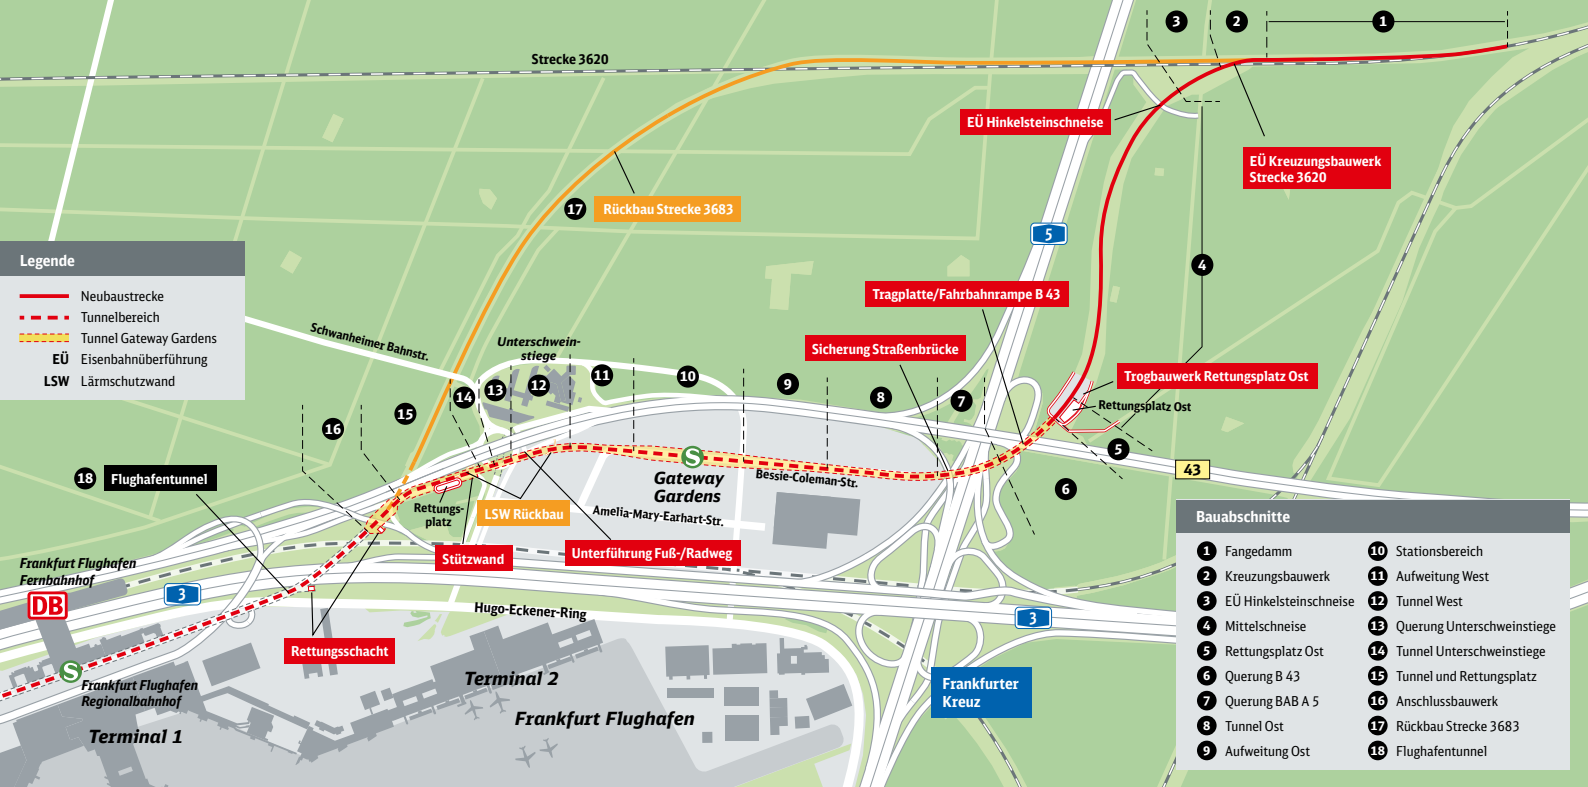 3
2
1
Strecke 3620
EÜ Hinkelsteinschneise
EÜ Kreuzungsbauwerk
Strecke 3620
17
Rückbau Strecke 3683
5
4
Legende
Neubaustrecke
Tunnelbereich
Tunnel Gateway Gardens
EÜ Eisenbahnüberführung
LSW Lärmschutzwand
Tragplatte/Fahrbahnrampe B 43
Schwanheimer Bahnstr.
Unterschwein-
stiege
Sicherung Straßenbrücke
Trogbauwerk Rettungsplatz Ost
Rettungsplatz Ost
16
15
14
13
12
11
10
9
8
7
5
6
43
18
Flughafentunnel
S
Gateway
Gardens
Bessie-Coleman-Str.
Amelia-Mary-Earhart-Str.
Rettungs-
platz
LSW Rückbau
Stützwand
Unterführung Fuß-/Radweg
Frankfurt Flughafen
Fernbahnhof
DB
3
Hugo-Eckener-Ring
3
Rettungsschacht
S
Frankfurt Flughafen
Regionalbahnhof
Terminal 1
Terminal 2
Frankfurt Flughafen
Frankfurter
Kreuz
Bauabschnitte
1 Fangedamm
2 Kreuzungsbauwerk
3 EÜ Hinkelsteinschneise
4 Mittelschneise
5 Rettungsplatz Ost
6 Querung B 43
7 Querung BAB A 5
8 Tunnel Ost
9 Aufweitung Ost
10 Stationsbereich
11 Aufweitung West
12 Tunnel West
13 Querung Unterschweinstiege
14 Tunnel Unterschweinstiege
15 Tunnel und Rettungsplatz
16 Anschlussbauwerk
17 Rückbau Strecke 3683
18 Flughafentunnel